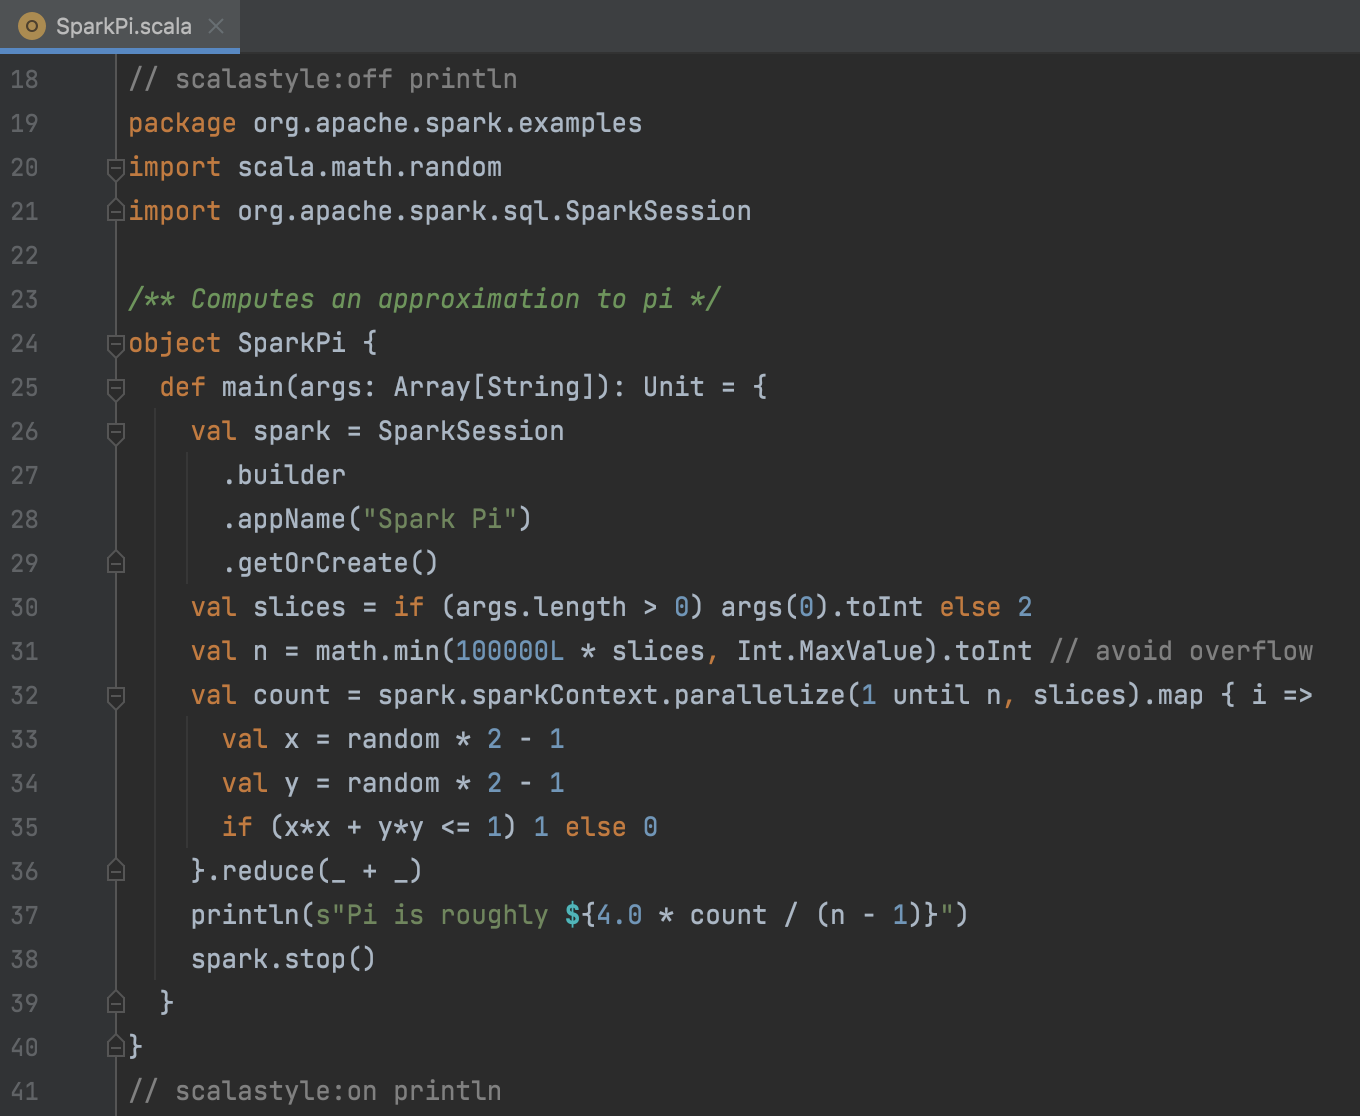 SparkPi.scala
18 // scalastyle:off println
19 package org.apache.spark.examples
20 import scala.math.random
21 import org.apache.spark.sql.SparkSession
22
23 /** Computes an approximation to pi */
24 object SparkPi {
25   def main(args: Array[String]): Unit = {
26     val spark = SparkSession
27       .builder
28       .appName("Spark Pi")
29       .getOrCreate()
30     val slices = if (args.length > 0) args(0).toInt else 2
31     val n = math.min(100000L * slices, Int.MaxValue).toInt // avoid overflow
32     val count = spark.sparkContext.parallelize(1 until n, slices).map { i =>
33       val x = random * 2 - 1
34       val y = random * 2 - 1
35       if (x*x + y*y <= 1) 1 else 0
36     }.reduce(_ + _)
37     println(s"Pi is roughly ${4.0 * count / (n - 1)}")
38     spark.stop()
39   }
40 }
41 // scalastyle:on println